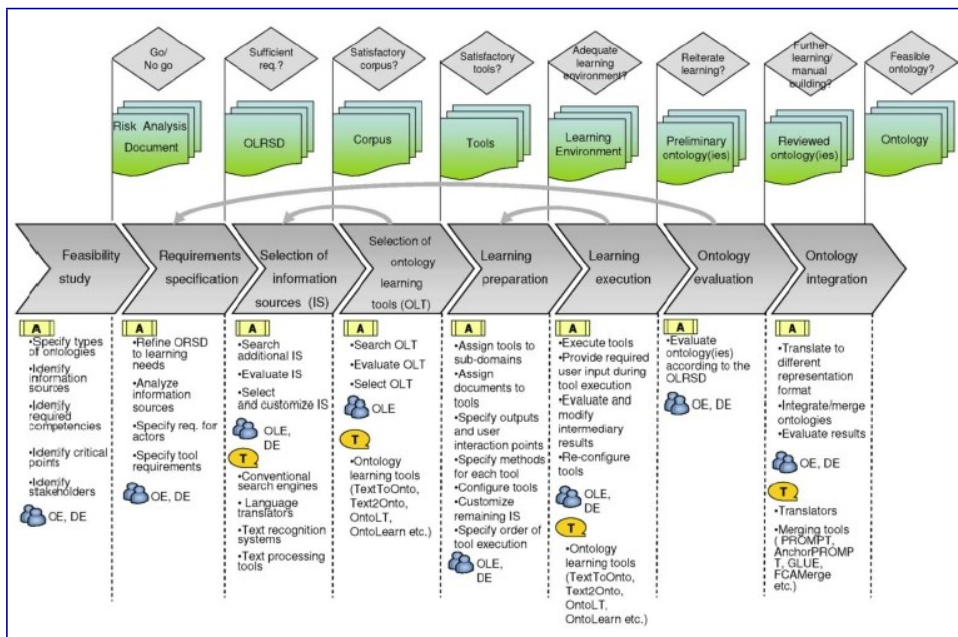 Go/
No go
Sufficient
req.?
Satisfactory
corpus?
Satisfactory
tools?
Adequate
learning
environment?
Reiterate
learning?
Further
learning/
manual
building?
Feasible
ontology?
Risk Analysis
Document
OLRSD
Corpus
Tools
Learning
Environment
Preliminary
ontology(ies)
Reviewed
ontology(ies)
Ontology
Feasibility
study
Requirements
specification
Selection of
information
sources (IS)
Selection of
ontology
learning
tools (OLT)
Learning
preparation
Learning
execution
Ontology
evaluation
Ontology
integration
A
•Specify types
of ontologies
•Identify
information
sources
•Identify
required
competencies
•Identify critical
points
•Identify
stakeholders
OE, DE
A
•Refine ORSD
to learning
needs
•Analyze
information
sources
•Specify req. for
actors
•Specify tool
requirements
OE, DE
A
•Search
additional IS
•Evaluate IS
•Select
and customize IS
OLE,
DE
T
•Conventional
search engines
•Language
translators
•Text recognition
systems
•Text processing
tools
A
•Search OLT
•Evaluate OLT
•Select OLT
OLE
T
•Ontology
learning tools
(TextToOnto,
Text2Onto,
OntoLT,
OntoLearn etc.)
A
•Assign tools to
sub-domains
•Assign
documents to
tools
•Specify outputs
and user
interaction points
•Specify methods
for each tool
•Configure tools
•Customize
remaining IS
•Specify order of
tool execution
OLE,
DE
A
•Execute tools
•Provide required
user input during
tool execution
•Evaluate and
modify
intermediary
results
•Re-configure
tools
OLE,
DE
T
•Ontology
learning tools
(TextToOnto,
Text2Onto,
OntoLT,
OntoLearn etc.)
A
•Evaluate
ontology(ies)
according to the
OLRSD
OE, DE
A
•Translate to
different
representation
format
•Integrate/merge
ontologies
•Evaluate results
OE, DE
T
•Translators
•Merging tools
( PROMPT,
AnchorPROMP
T, GLUE,
FCAMerge
etc.)